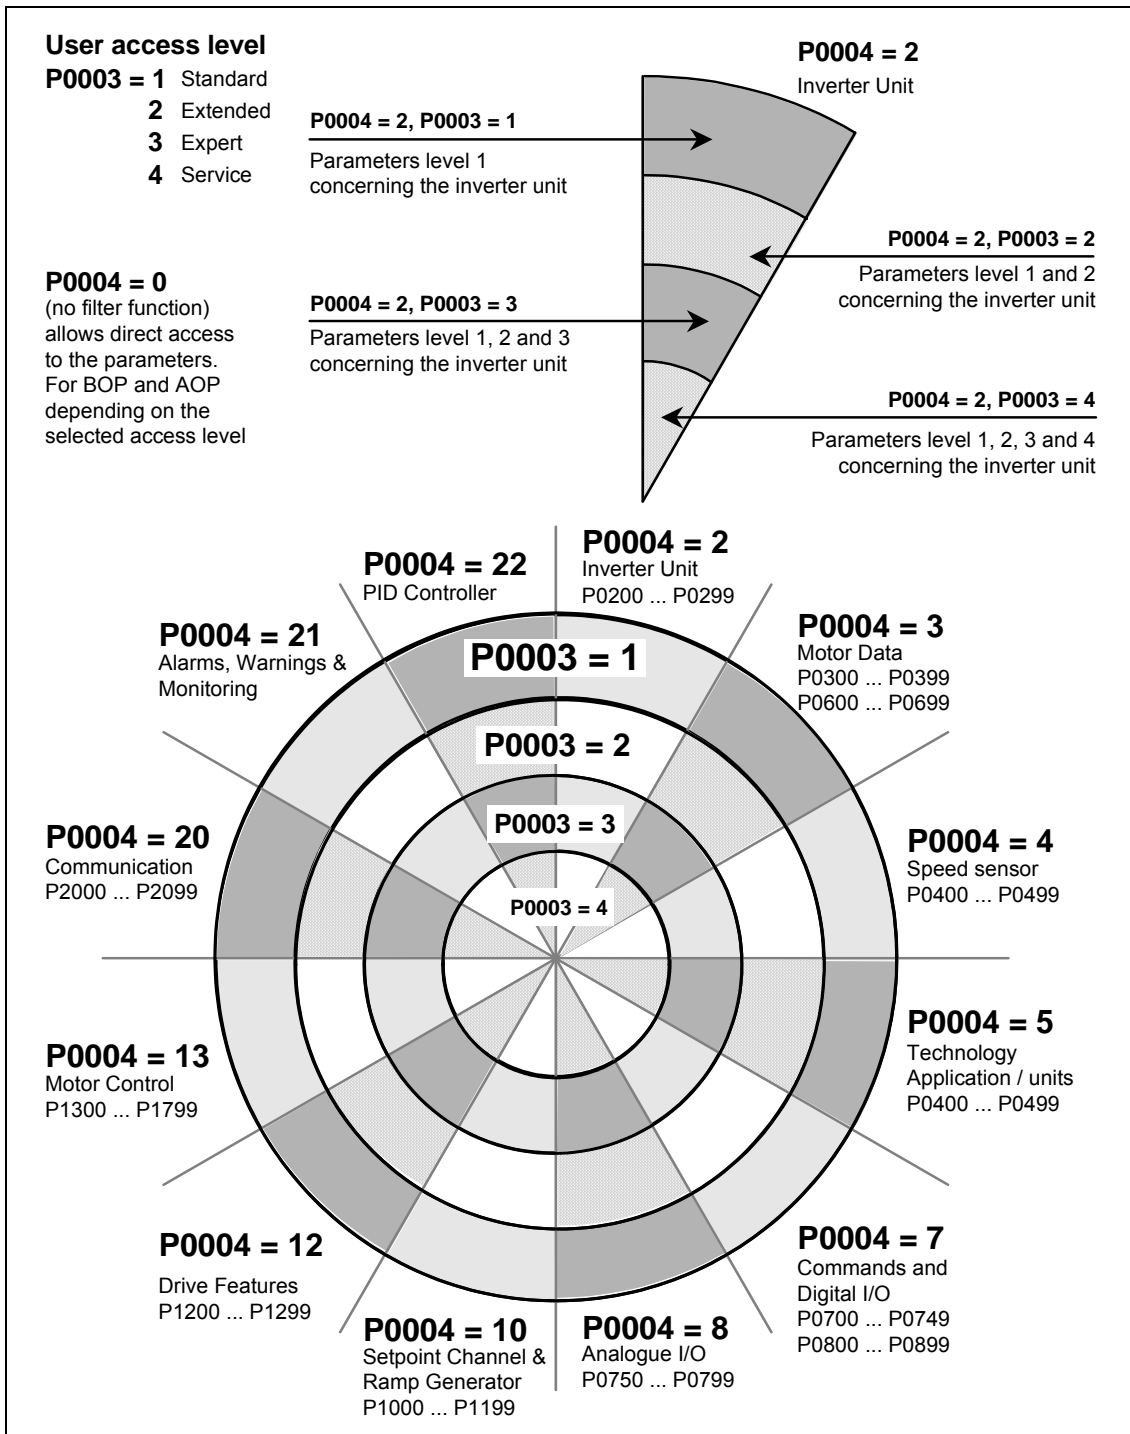 User access level
P0003 = 1 Standard
2 Extended
3 Expert
4 Service
P0004 = 2
Inverter Unit
P0004 = 2, P0003 = 1
Parameters level 1
concerning the inverter unit
P0004 = 2, P0003 = 2
Parameters level 1 and 2
concerning the inverter unit
P0004 = 0
(no filter function)
allows direct access
to the parameters.
For BOP and AOP
depending on the
selected access level
P0004 = 2, P0003 = 3
Parameters level 1, 2 and 3
concerning the inverter unit
P0004 = 2, P0003 = 4
Parameters level 1, 2, 3 and 4
concerning the inverter unit
P0004 = 2
Inverter Unit
P0200 ... P0299
P0004 = 22
PID Controller
P0004 = 3
Motor Data
P0300 ... P0399
P0600 ... P0699
P0004 = 21
Alarms, Warnings &
Monitoring
P0003 = 1
P0003 = 2
P0003 = 3
P0003 = 4
P0004 = 20
Communication
P2000 ... P2099
P0004 = 4
Speed sensor
P0400 ... P0499
P0004 = 5
Technology
Application / units
P0400 ... P0499
P0004 = 13
Motor Control
P1300 ... P1799
P0004 = 7
Commands and
Digital I/O
P0700 ... P0749
P0800 ... P0899
P0004 = 12
Drive Features
P1200 ... P1299
P0004 = 10
Setpoint Channel &
Ramp Generator
P1000 ... P1199
P0004 = 8
Analogue I/O
P0750 ... P0799